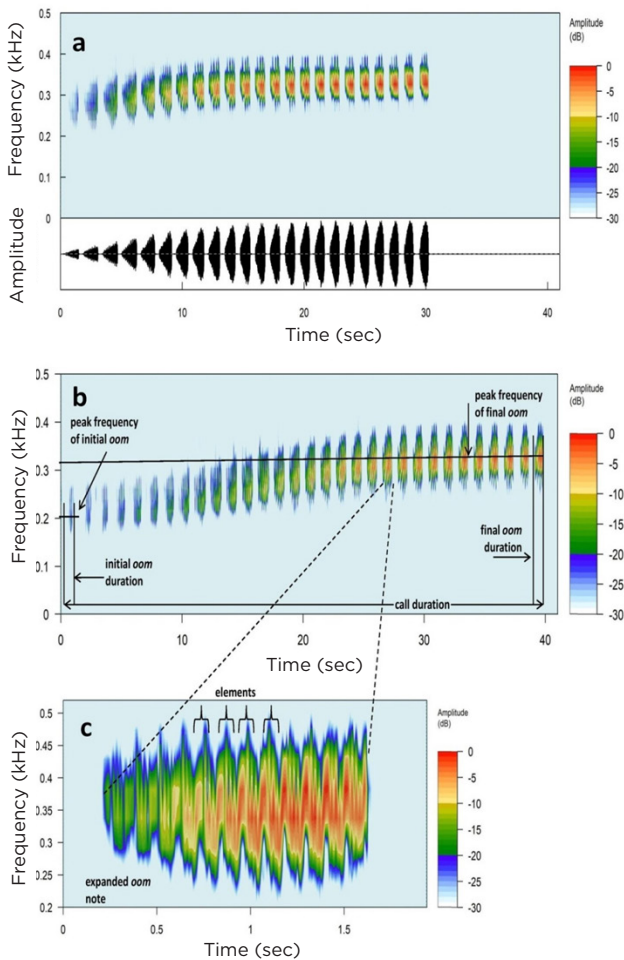 a
Frequency (kHz)
0.5
0.4
0.3
0.2
0.1
0
Amplitude
(dB)
0
-5
-10
-15
-20
-25
-30
Amplitude
0
10
20
30
40
Time (sec)
b
Frequency (kHz)
0.5
0.4
0.3
0.2
0.1
0
peak frequency
of initial oom
peak frequency
of final oom
initial oom
duration
final oom
duration
call duration
Amplitude
(dB)
0
-5
-10
-15
-20
-25
-30
0
10
20
30
40
Time (sec)
elements
c
Frequency (kHz)
0.5
0.45
0.4
0.35
0.3
0.25
0.2
expanded oom
note
Amplitude
(dB)
0
-5
-10
-15
-20
-25
-30
0
0.5
1
1.5
Time (sec)